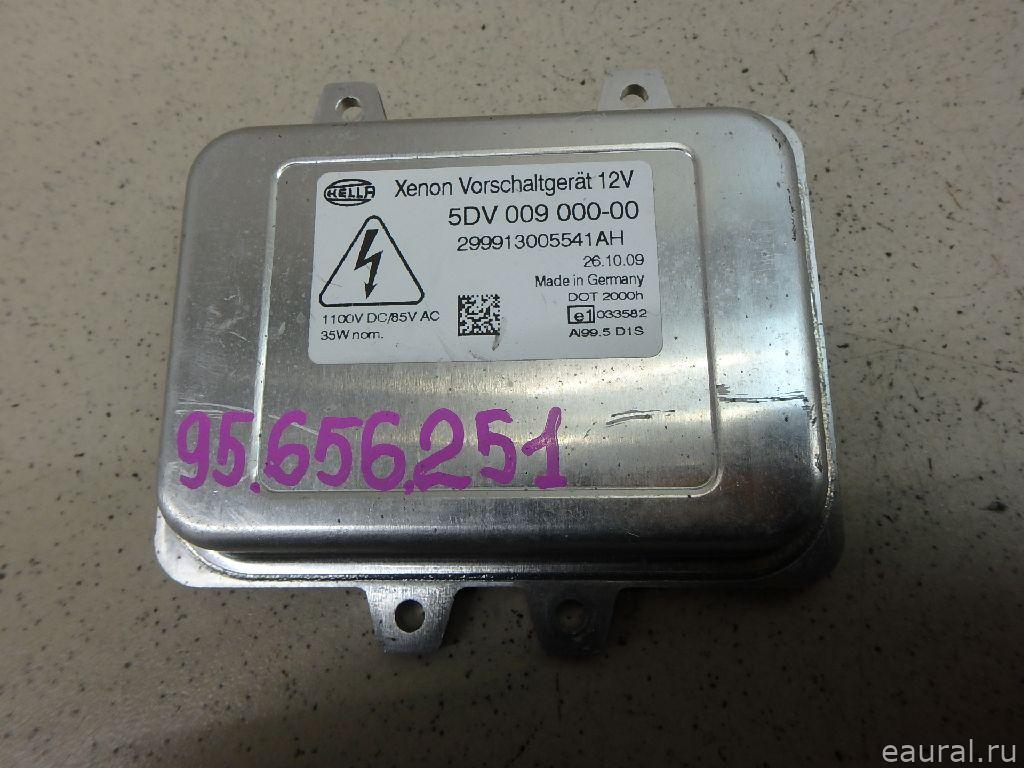 HELLA
Xenon Vorschaltgerät 12V
5DV 009 000-00
299913005541AH
26.10.09
Made in Germany
DOT 2000h
1100V DC/85V AC
e1 033582
35W nom.
AI99.5 D1S
95.656.251
eaural.ru